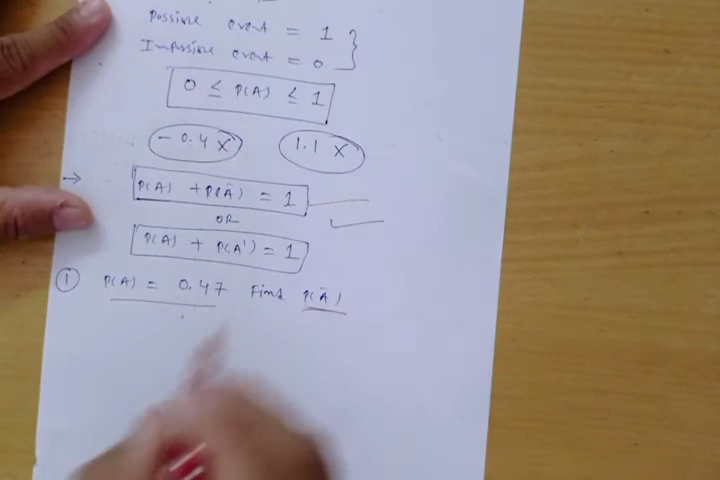 Possible event = 1
Impossible event = 0
0 ≤ P(A) ≤ 1
-0.4 X 1.1 X
→ P(A) + P(Ā) = 1
OR
P(A) + P(A') = 1
① P(A) = 0.47 Find P(Ā)